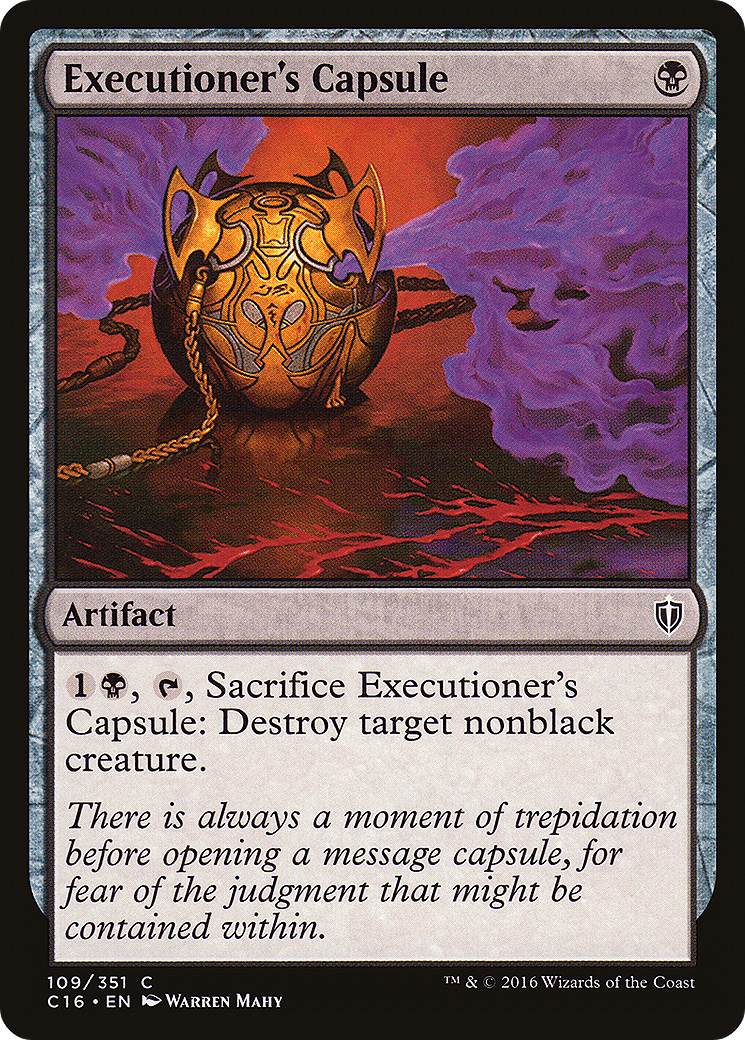 Executioner's Capsule
Artifact
1, , Sacrifice Executioner's
Capsule: Destroy target nonblack
creature.
There is always a moment of trepidation
before opening a message capsule, for
fear of the judgment that might be
contained within.
109/351 C
™ & © 2016 Wizards of the Coast
C16 • EN Warren Mahy